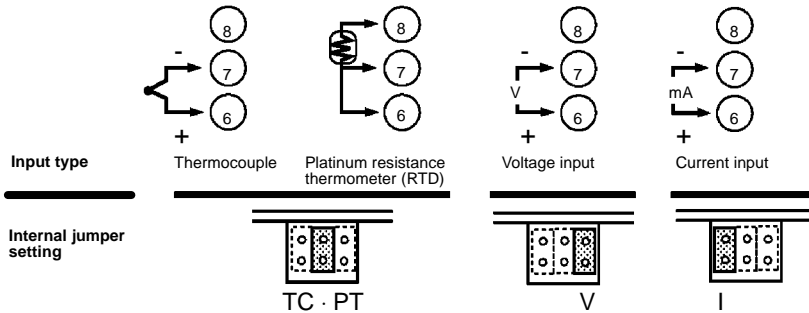 8 8 8 8
- - -
7 7 7 7
V mA
6 6 6 6
+ + +
Input type Thermocouple Platinum resistance thermometer (RTD) Voltage input Current input
Internal jumper setting
TC · PT V I